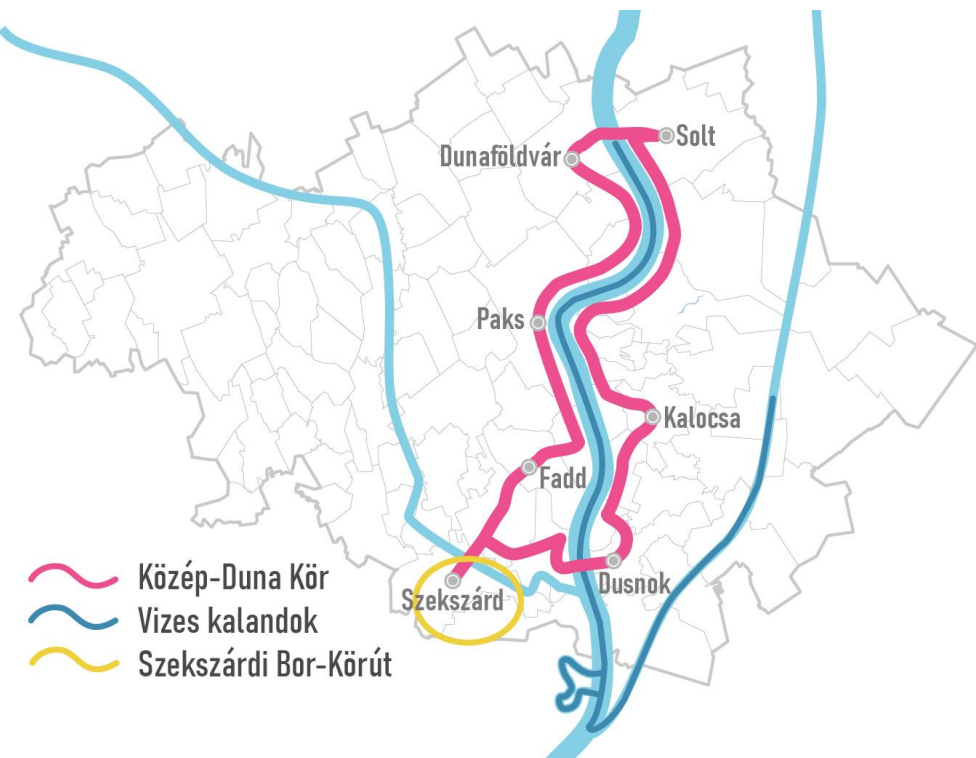 Solt
Dunaföldvár
Paks
Kalocsa
Fadd
Dusnok
Szekszárd
Közép-Duna Kör
Vizes kalandok
Szekszárdi Bor-Körút